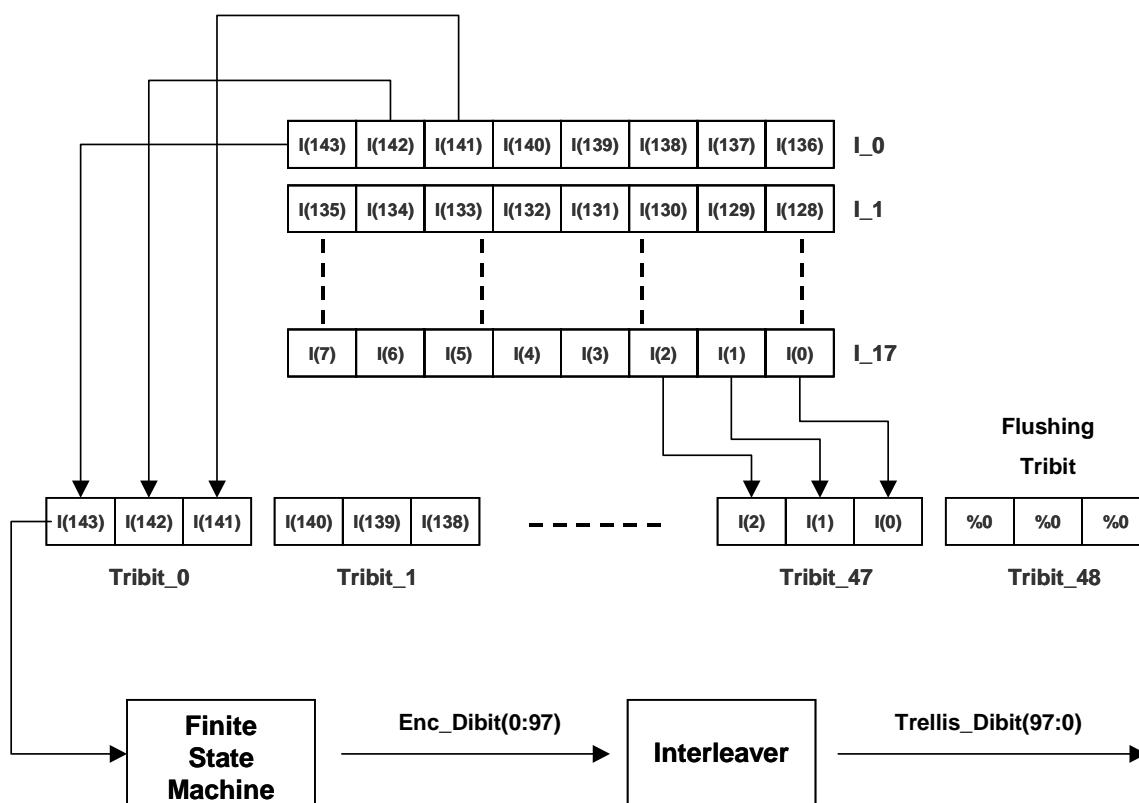 I(143) I(142) I(141) I(140) I(139) I(138) I(137) I(136) I_0
I(135) I(134) I(133) I(132) I(131) I(130) I(129) I(128) I_1
I(7) I(6) I(5) I(4) I(3) I(2) I(1) I(0) I_17
Flushing
Tribit
I(143) I(142) I(141) I(140) I(139) I(138) I(2) I(1) I(0) %0 %0 %0
Tribit_0 Tribit_1 Tribit_47 Tribit_48
Finite
State
Machine
Enc_Dibit(0:97)
Interleaver
Trellis_Dibit(97:0)